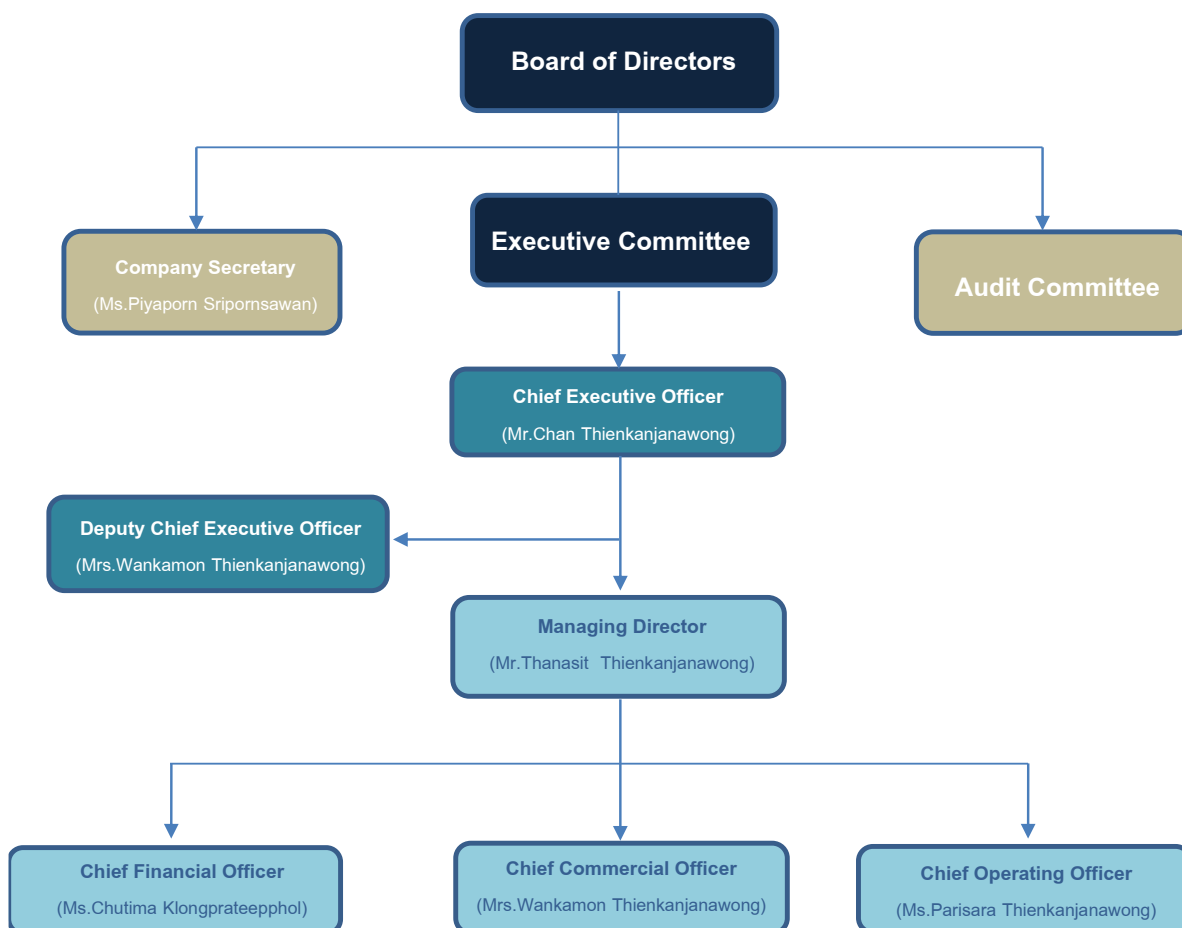 Board of Directors
Executive Committee
Company Secretary
(Ms.Piyaporn Sripornsawan)
Audit Committee
Chief Executive Officer
(Mr.Chan Thienkanjanawong)
Deputy Chief Executive Officer
(Mrs.Wankamon Thienkanjanawong)
Managing Director
(Mr.Thanasit  Thienkanjanawong)
Chief Financial Officer
(Ms.Chutima Klongprateepphol)
Chief Commercial Officer
(Mrs.Wankamon Thienkanjanawong)
Chief Operating Officer
(Ms.Parisara Thienkanjanawong)